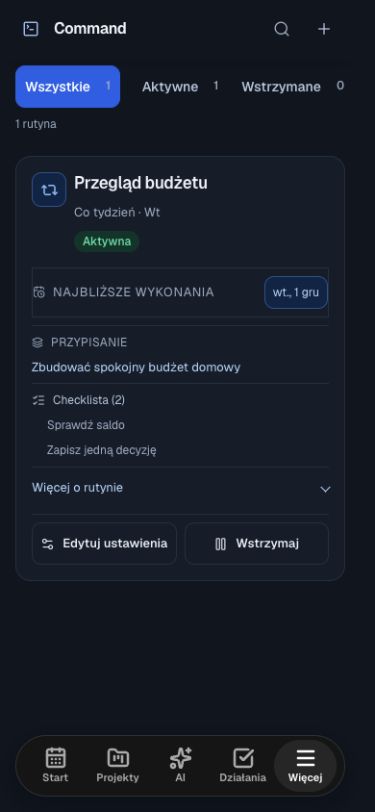 Command
Wszystkie 1 Aktywne 1 Wstrzymane 0
1 rutyna
Przegląd budżetu
Co tydzień · Wt
Aktywna
NAJBLIŻSZE WYKONANIA wt., 1 gru
PRZYPISANIE
Zbudować spokojny budżet domowy
Checklista (2)
Sprawdź saldo
Zapisz jedną decyzję
Więcej o rutynie
Edytuj ustawienia Wstrzymaj
Start Projekty AI Działania Więcej